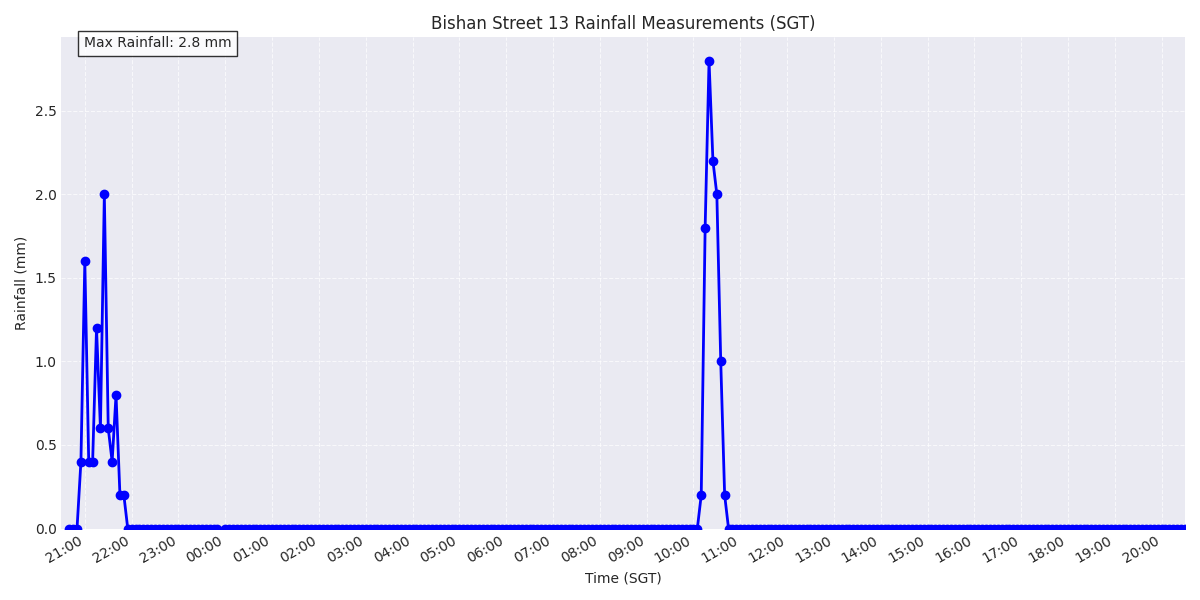 Bishan Street 13 Rainfall Measurements (SGT)
Max Rainfall: 2.8 mm
Rainfall (mm)
2.5
2.0
1.5
1.0
0.5
0.0
21:00 22:00 23:00 00:00 01:00 02:00 03:00 04:00 05:00 06:00 07:00 08:00 09:00 10:00 11:00 12:00 13:00 14:00 15:00 16:00 17:00 18:00 19:00 20:00
Time (SGT)